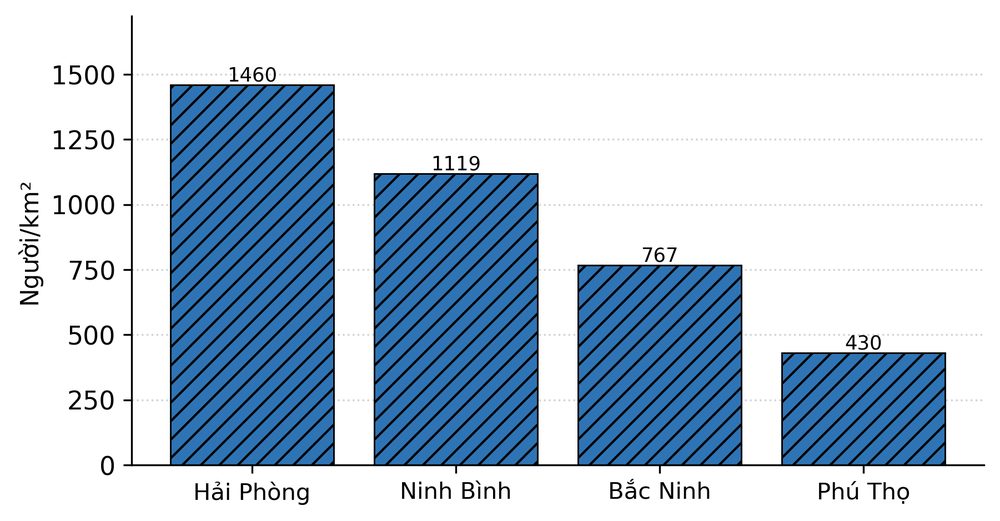 Người/km²
1500
1250
1000
750
500
250
0
1460
1119
767
430
Hải Phòng
Ninh Bình
Bắc Ninh
Phú Thọ